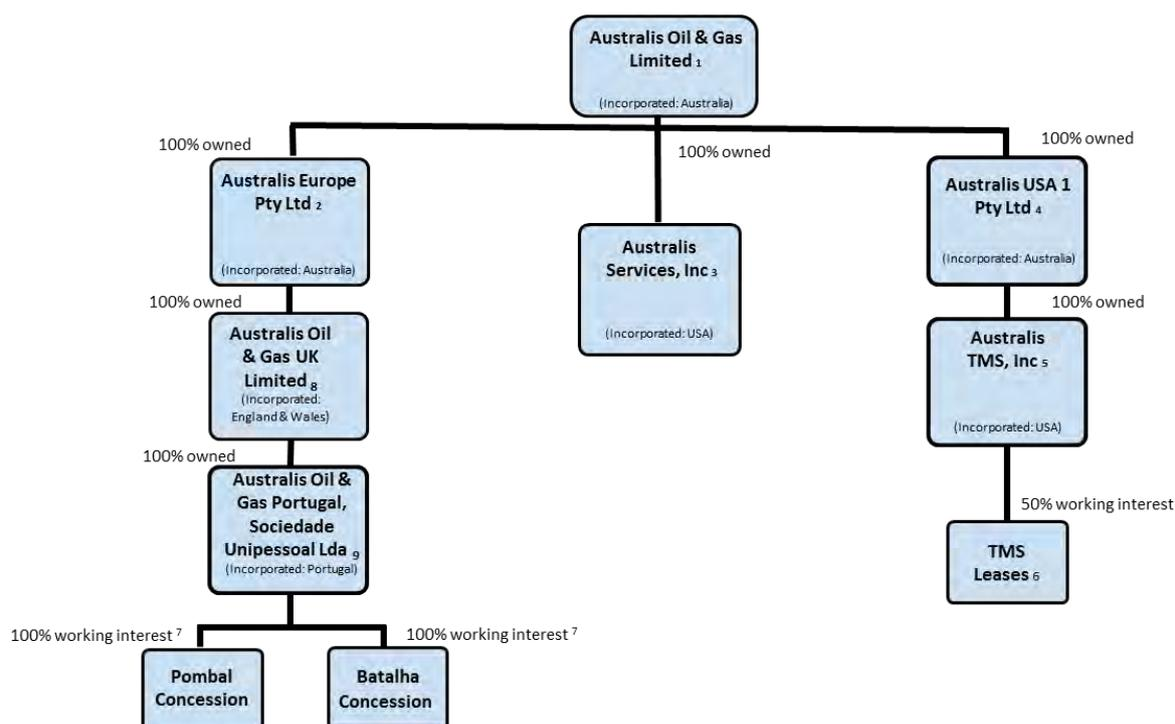 Australis Oil & Gas
Limited 1
(Incorporated: Australia)
100% owned
100% owned
100% owned
Australis Europe
Pty Ltd 2
(Incorporated: Australia)
Australis
Services, Inc 3
(Incorporated: USA)
Australis USA 1
Pty Ltd 4
(Incorporated: Australia)
100% owned
100% owned
Australis Oil
& Gas UK
Limited 8
(Incorporated:
England & Wales)
Australis
TMS, Inc 5
(Incorporated: USA)
100% owned
Australis Oil &
Gas Portugal,
Sociedade
Unipessoal Lda 9
(Incorporated: Portugal)
50% working interest
TMS
Leases 6
100% working interest 7
100% working interest 7
Pombal
Concession
Batalha
Concession